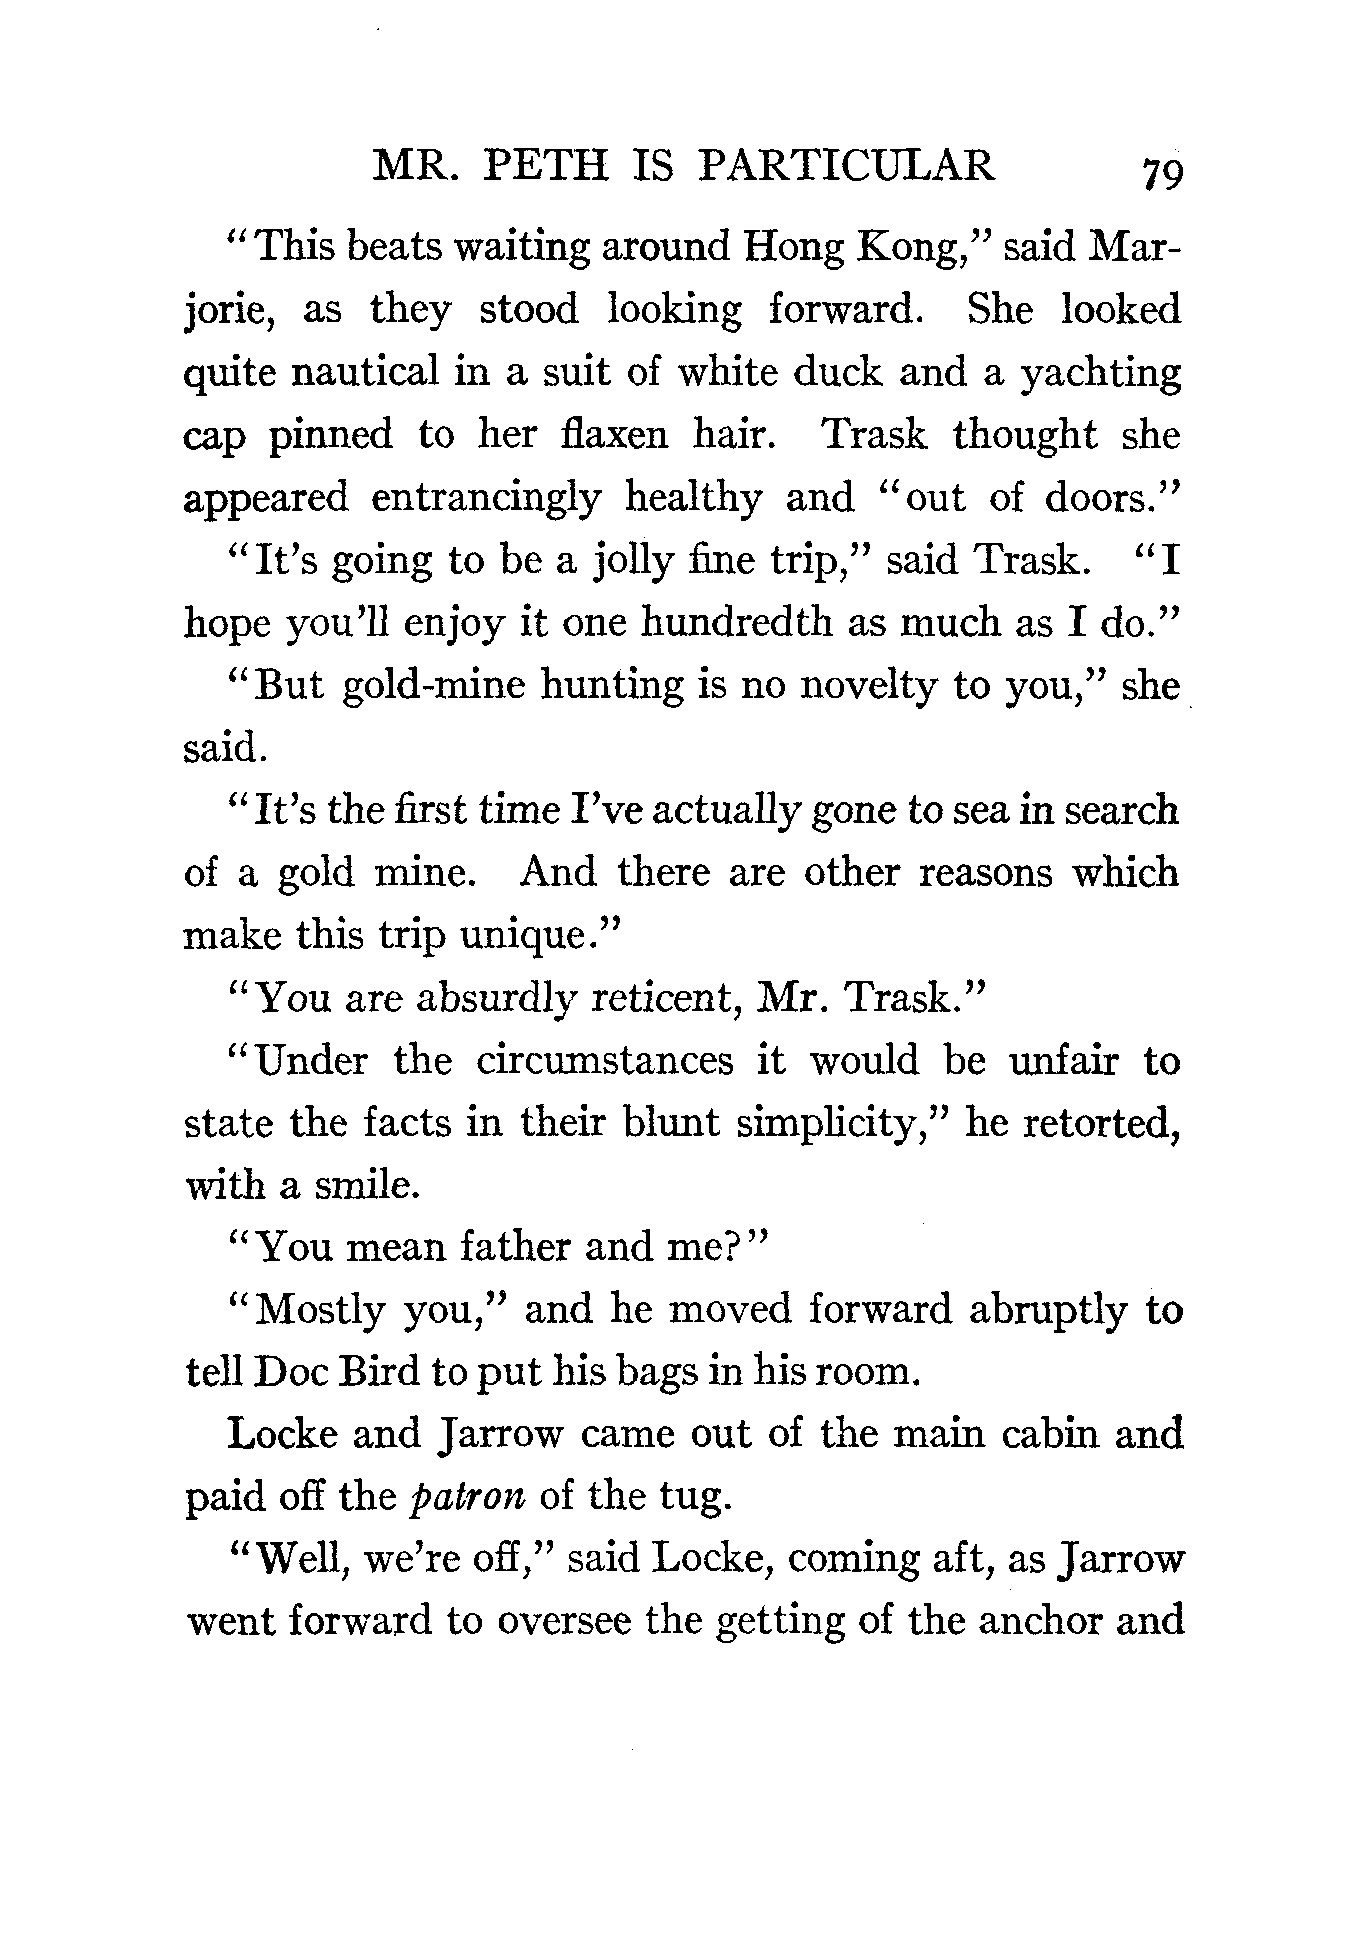 MR. PETH IS PARTICULAR 79
"This beats waiting around Hong Kong," said Mar-
jorie, as they stood looking forward. She looked
quite nautical in a suit of white duck and a yachting
cap pinned to her flaxen hair. Trask thought she
appeared entrancingly healthy and "out of doors."
"It's going to be a jolly fine trip," said Trask. "I
hope you'll enjoy it one hundredth as much as I do."
"But gold-mine hunting is no novelty to you," she
said.
"It's the first time I've actually gone to sea in search
of a gold mine. And there are other reasons which
make this trip unique."
"You are absurdly reticent, Mr. Trask."
"Under the circumstances it would be unfair to
state the facts in their blunt simplicity," he retorted,
with a smile.
"You mean father and me?"
"Mostly you," and he moved forward abruptly to
tell Doc Bird to put his bags in his room.
Locke and Jarrow came out of the main cabin and
paid off the patron of the tug.
"Well, we're off," said Locke, coming aft, as Jarrow
went forward to oversee the getting of the anchor and